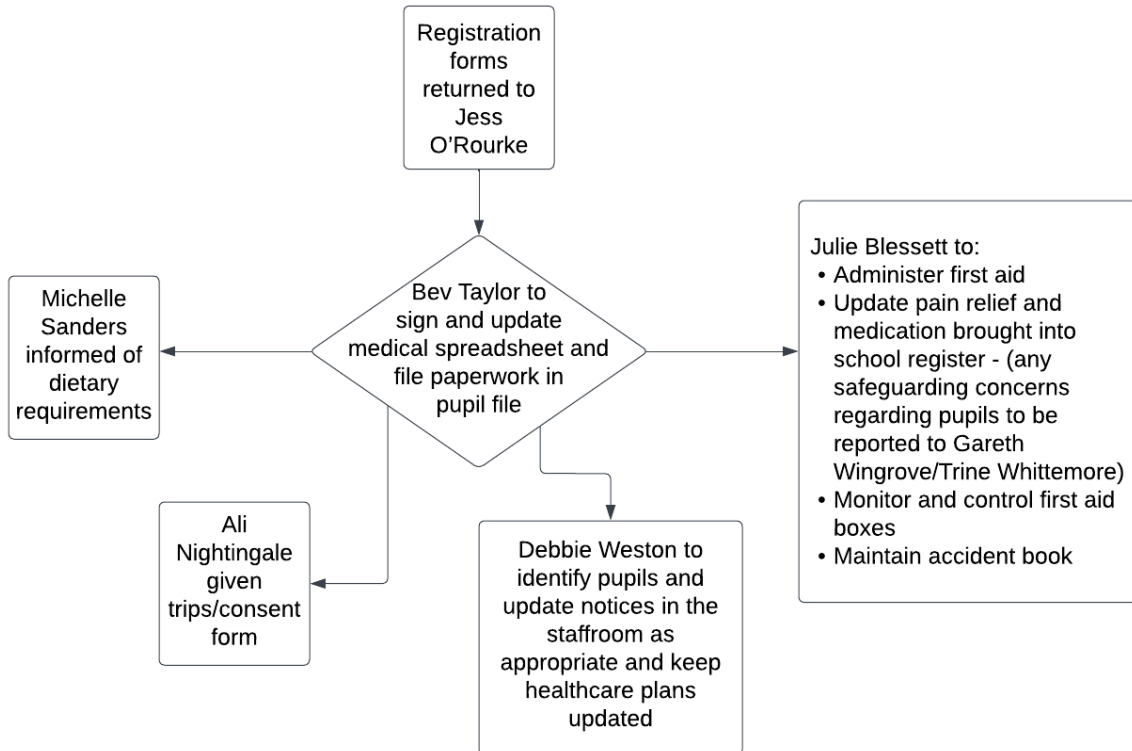 Registration
forms
returned to
Jess
O'Rourke
Bev Taylor to
sign and update
medical spreadsheet and
file paperwork in
pupil file
Michelle
Sanders
informed of
dietary
requirements
Ali
Nightingale
given
trips/consent
form
Debbie Weston to
identify pupils and
update notices in the
staffroom as
appropriate and keep
healthcare plans
updated
Julie Blessett to:
• Administer first aid
• Update pain relief and
medication brought into
school register - (any
safeguarding concerns
regarding pupils to be
reported to Gareth
Wingrove/Trine Whittemore)
• Monitor and control first aid
boxes
• Maintain accident book